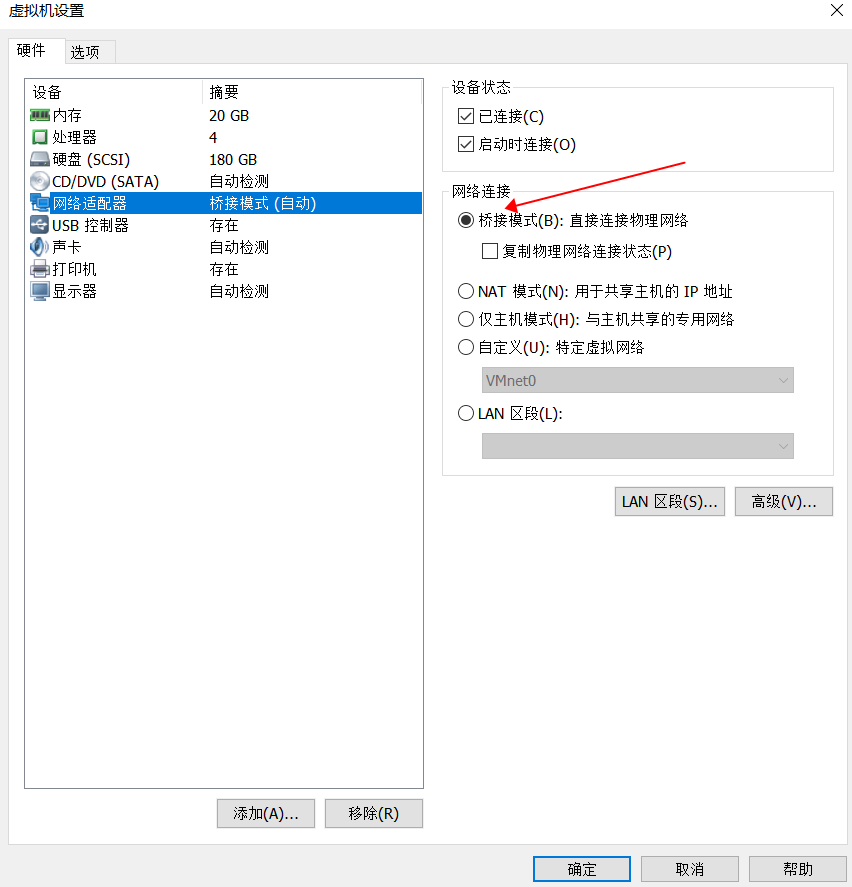 虚拟机设置
硬件 选项
设备 摘要
内存 20 GB
处理器 4
硬盘 (SCSI) 180 GB
CD/DVD (SATA) 自动检测
网络适配器 桥接模式 (自动)
USB 控制器 存在
声卡 自动检测
打印机 存在
显示器 自动检测
添加(A)... 移除(R)
设备状态
已连接(C)
启动时连接(O)
网络连接
桥接模式(B): 直接连接物理网络
复制物理网络连接状态(P)
NAT 模式(N): 用于共享主机的 IP 地址
仅主机模式(H): 与主机共享的专用网络
自定义(U): 特定虚拟网络
VMnet0
LAN 区段(L):
LAN 区段(S)... 高级(V)...
确定 取消 帮助